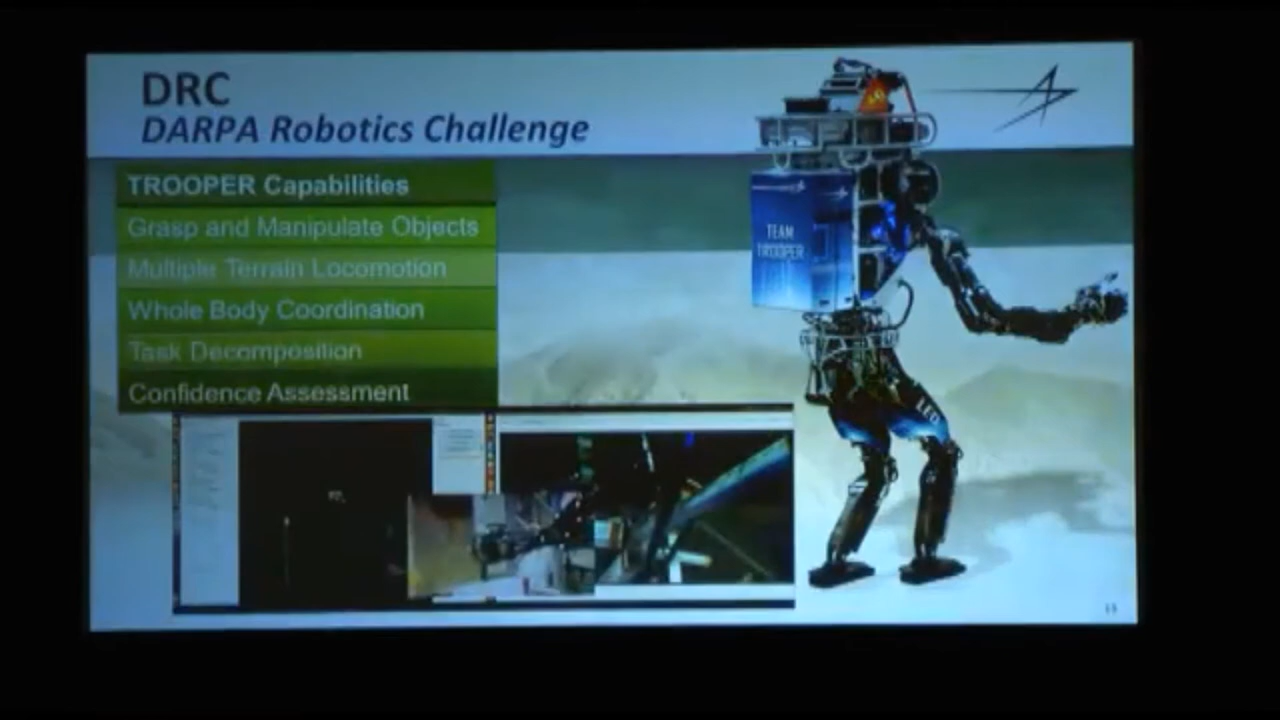 DRC
DARPA Robotics Challenge
TROOPER Capabilities
Grasp and Manipulate Objects
Multiple Terrain Locomotion
Whole Body Coordination
Task Decomposition
Confidence Assessment
TEAM
TROOPER
LEO